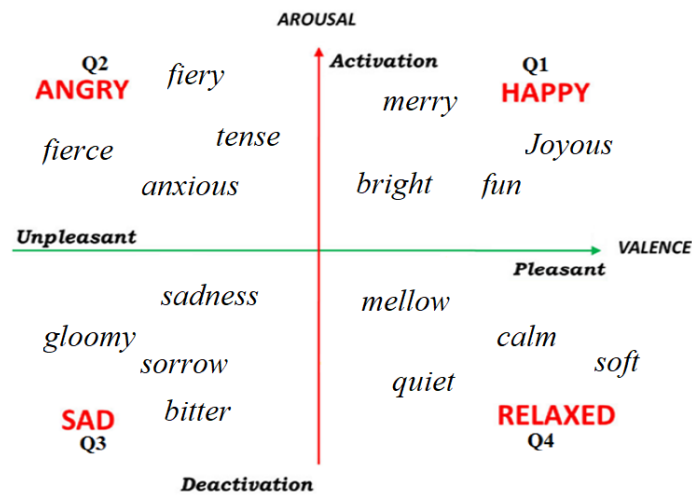 AROUSAL
Q2
ANGRY
fiery
Activation
Q1
HAPPY
merry
fierce
tense
Joyous
anxious
bright
fun
Unpleasant
VALENCE
Pleasant
sadness
mellow
gloomy
sorrow
calm
soft
quiet
SAD
bitter
RELAXED
Q3
Q4
Deactivation